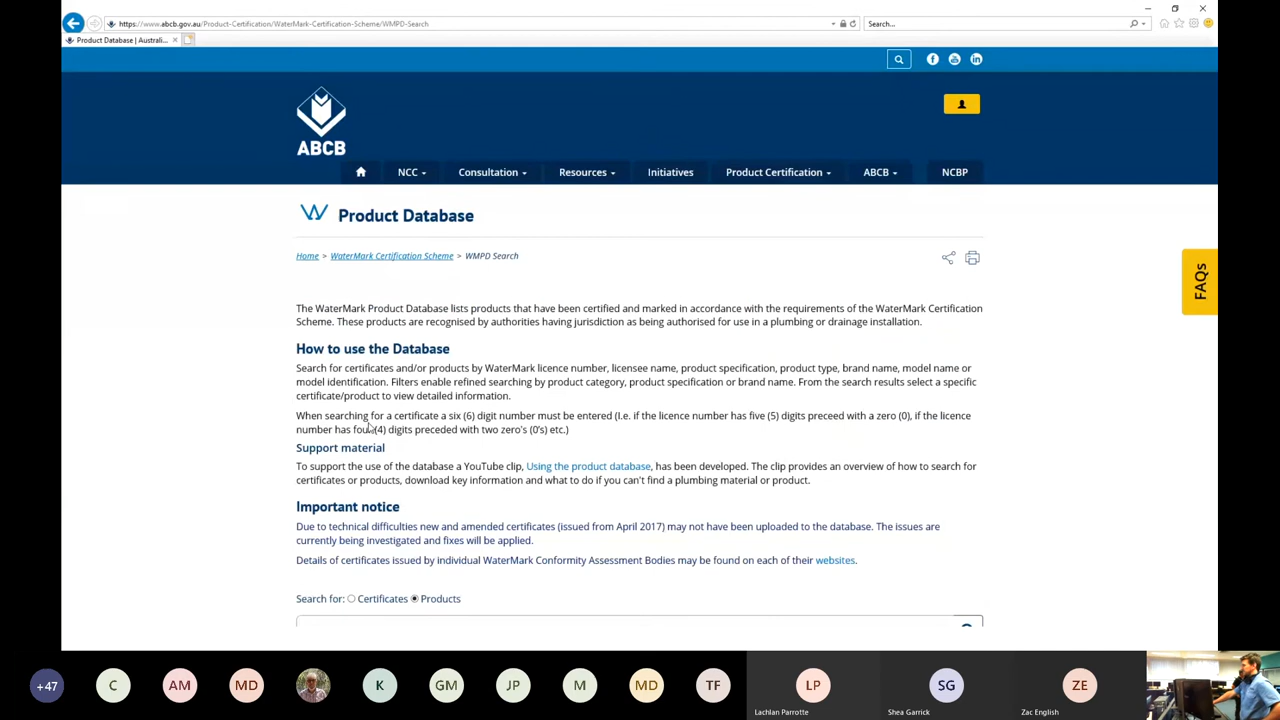 https://www.abcb.gov.au/Product-Certification/WaterMark-Certification-Scheme/WMPD-Search
Search...
Product Database | Australi...
ABCB
NCC
Consultation
Resources
Initiatives
Product Certification
ABCB
NCBP
W Product Database
Home > WaterMark Certification Scheme > WMPD Search
FAQs
The WaterMark Product Database lists products that have been certified and marked in accordance with the requirements of the WaterMark Certification
Scheme. These products are recognised by authorities having jurisdiction as being authorised for use in a plumbing or drainage installation.
How to use the Database
Search for certificates and/or products by WaterMark licence number, licensee name, product specification, product type, brand name, model name or
model identification. Filters enable refined searching by product category, product specification or brand name. From the search results select a specific
certificate/product to view detailed information.
When searching for a certificate a six (6) digit number must be entered (I.e. if the licence number has five (5) digits preceed with a zero (0), if the licence
number has four (4) digits preceded with two zero's (0's) etc.)
Support material
To support the use of the database a YouTube clip, Using the product database, has been developed. The clip provides an overview of how to search for
certificates or products, download key information and what to do if you can't find a plumbing material or product.
Important notice
Due to technical difficulties new and amended certificates (issued from April 2017) may not have been uploaded to the database. The issues are
currently being investigated and fixes will be applied.
Details of certificates issued by individual WaterMark Conformity Assessment Bodies may be found on each of their websites.
Search for: Certificates Products
+47 C AM MD K GM JP M MD TF LP SG ZE
Lachlan Parrotte
Shea Garrick
Zac English